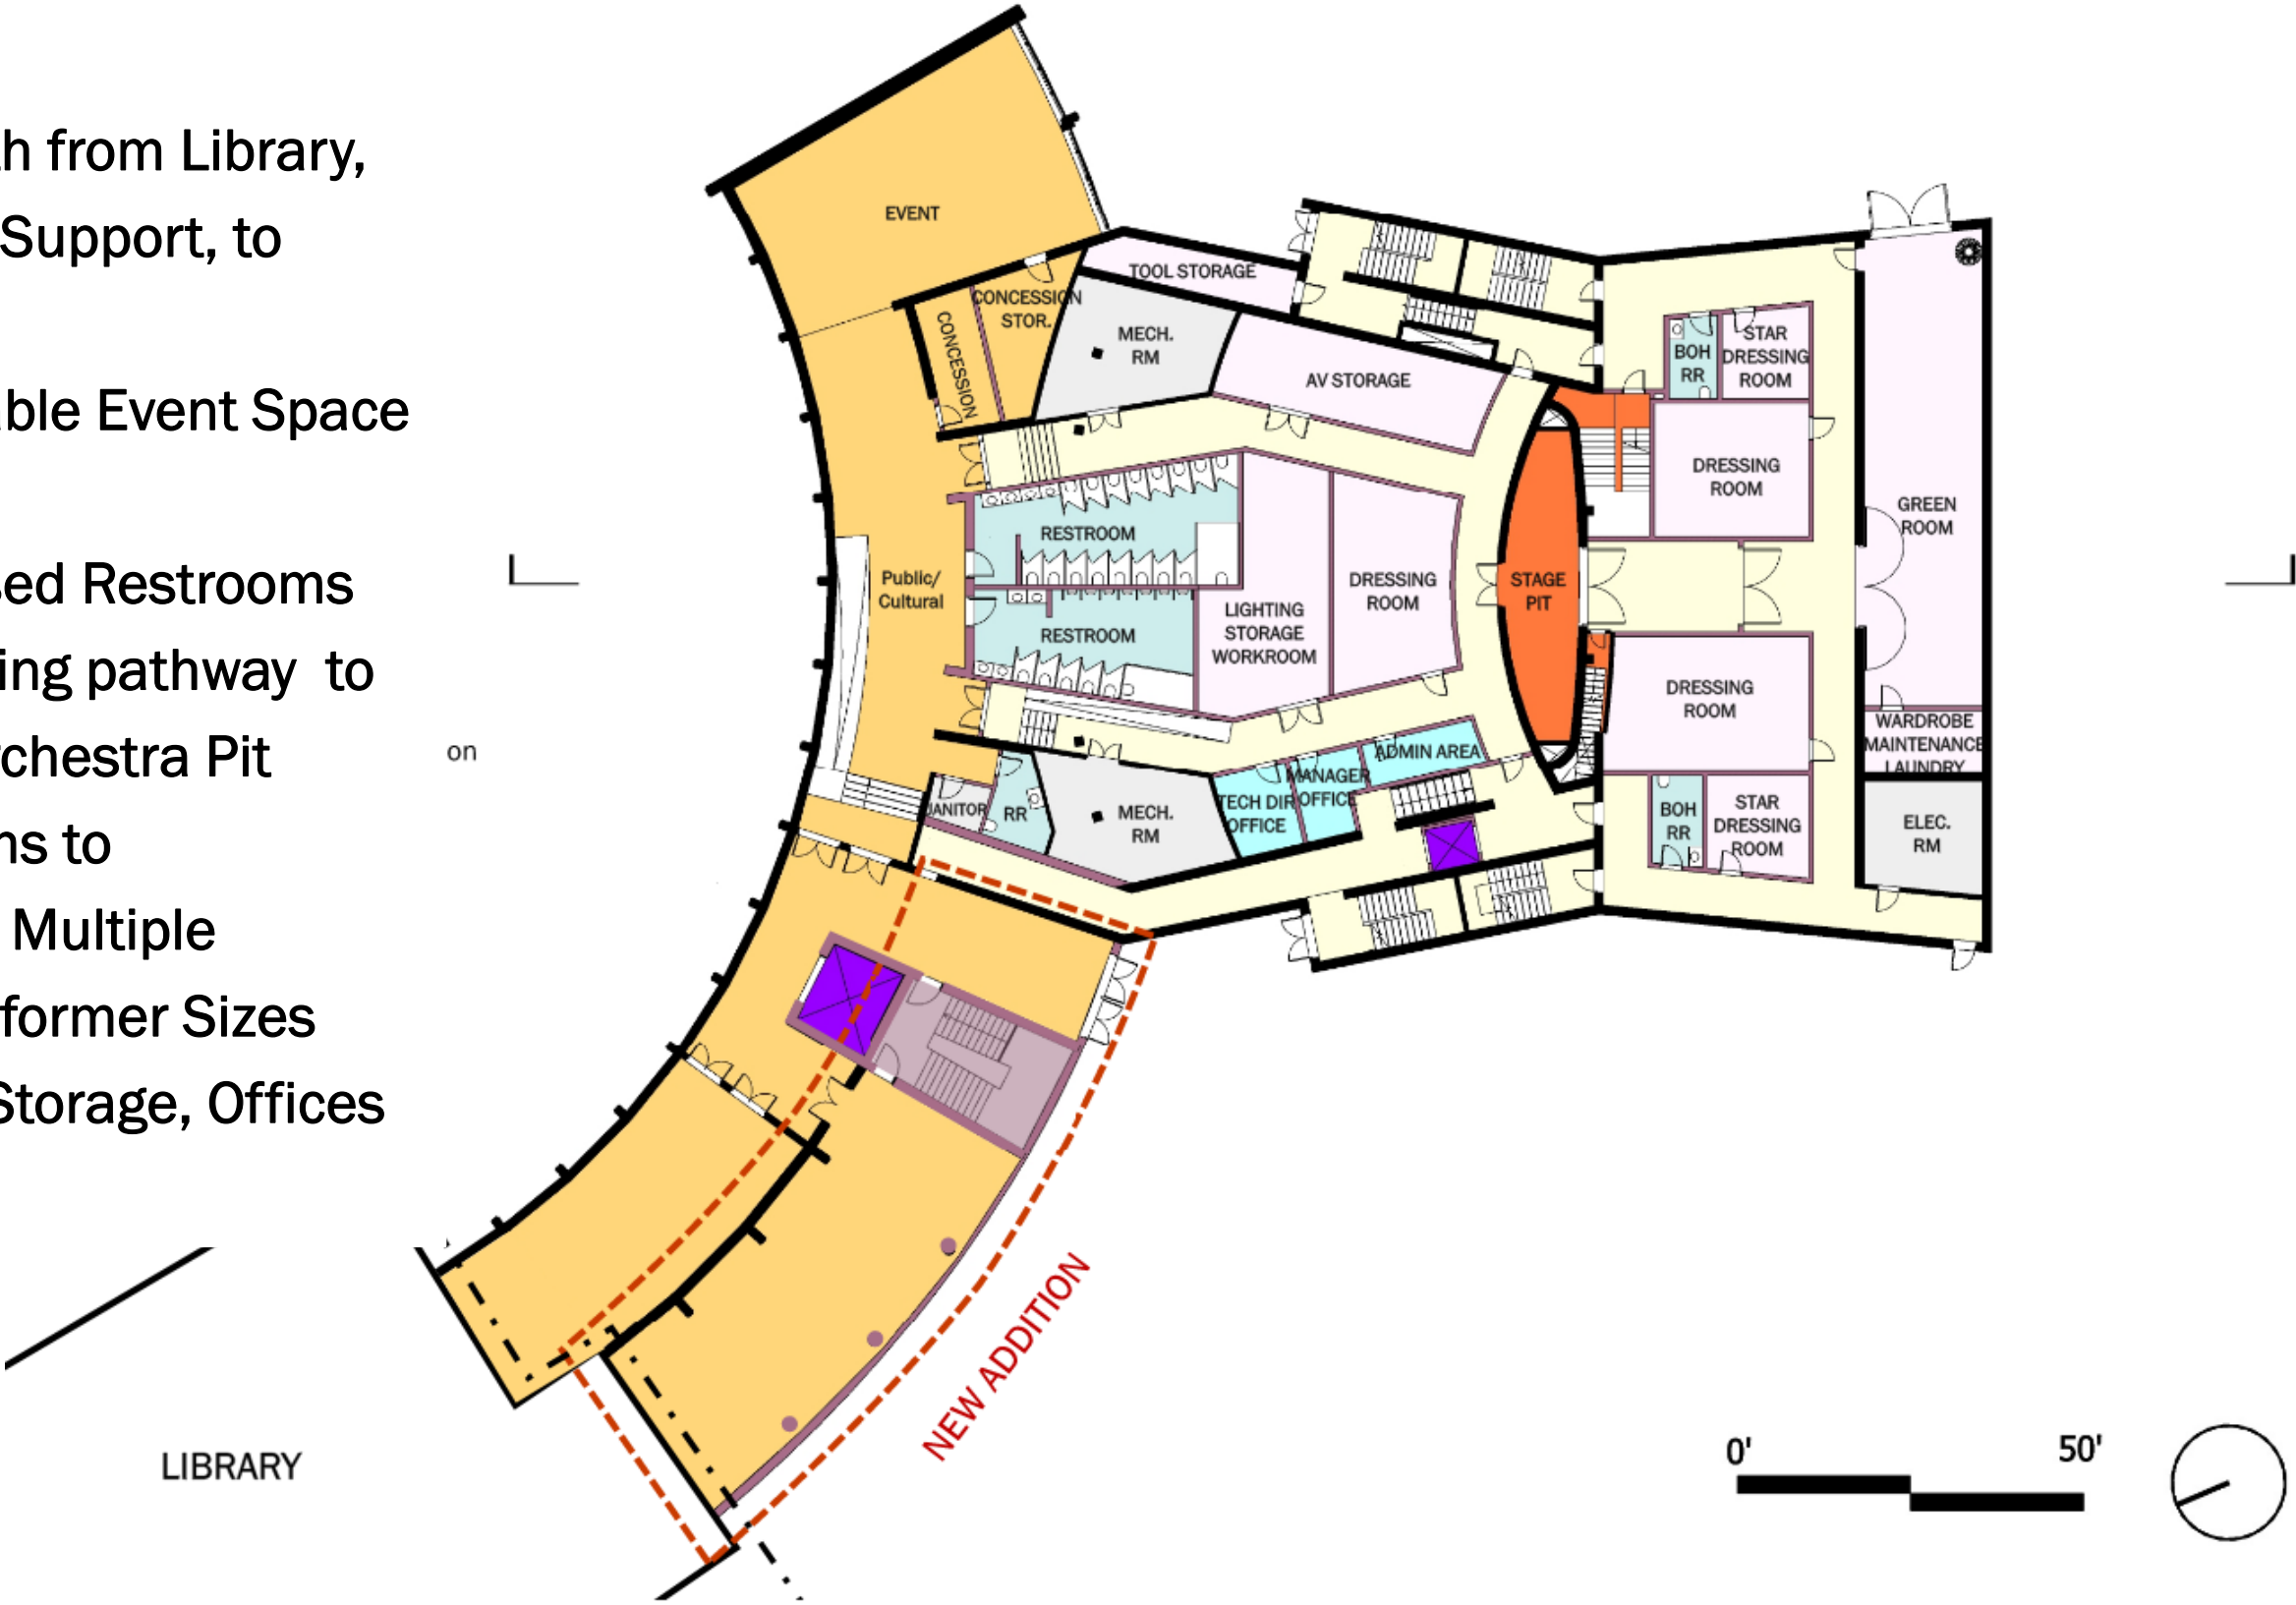 h from Library,
Support, to
ble Event Space
sed Restrooms
ing pathway to
rchestra Pit
ns to
Multiple
former Sizes
Storage, Offices
on
LIBRARY
EVENT
CONCESSION
STOR.
CONCESSION
TOOL STORAGE
MECH.
RM
AV STORAGE
Public/
Cultural
RESTROOM
RESTROOM
LIGHTING
STORAGE
WORKROOM
DRESSING
ROOM
STAGE
PIT
BOH
RR
STAR
DRESSING
ROOM
DRESSING
ROOM
GREEN
ROOM
DRESSING
ROOM
WARDROBE
MAINTENANCE
LAUNDRY
JANITOR
RR
MECH.
RM
TECH DIR
OFFICE
MANAGER
OFFICE
ADMIN AREA
BOH
RR
STAR
DRESSING
ROOM
ELEC.
RM
NEW ADDITION
0'
50'